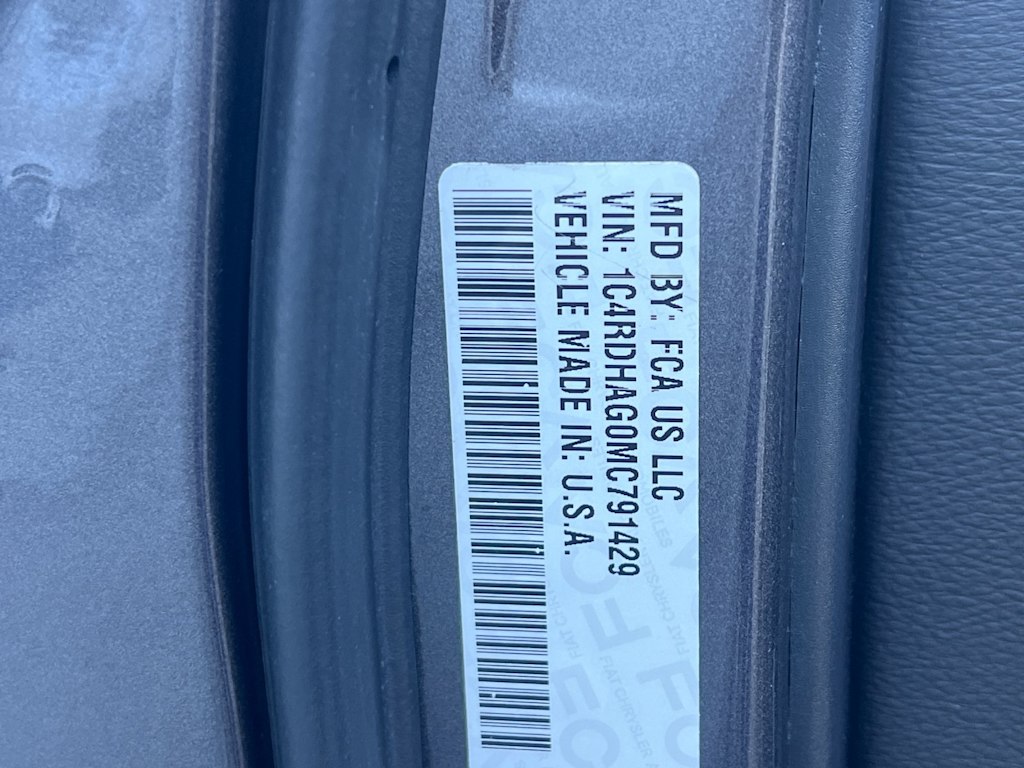 MFD BY: FCA US LLC
VIN: 1C4RDHAG0MC791429
VEHICLE MADE IN: U.S.A.